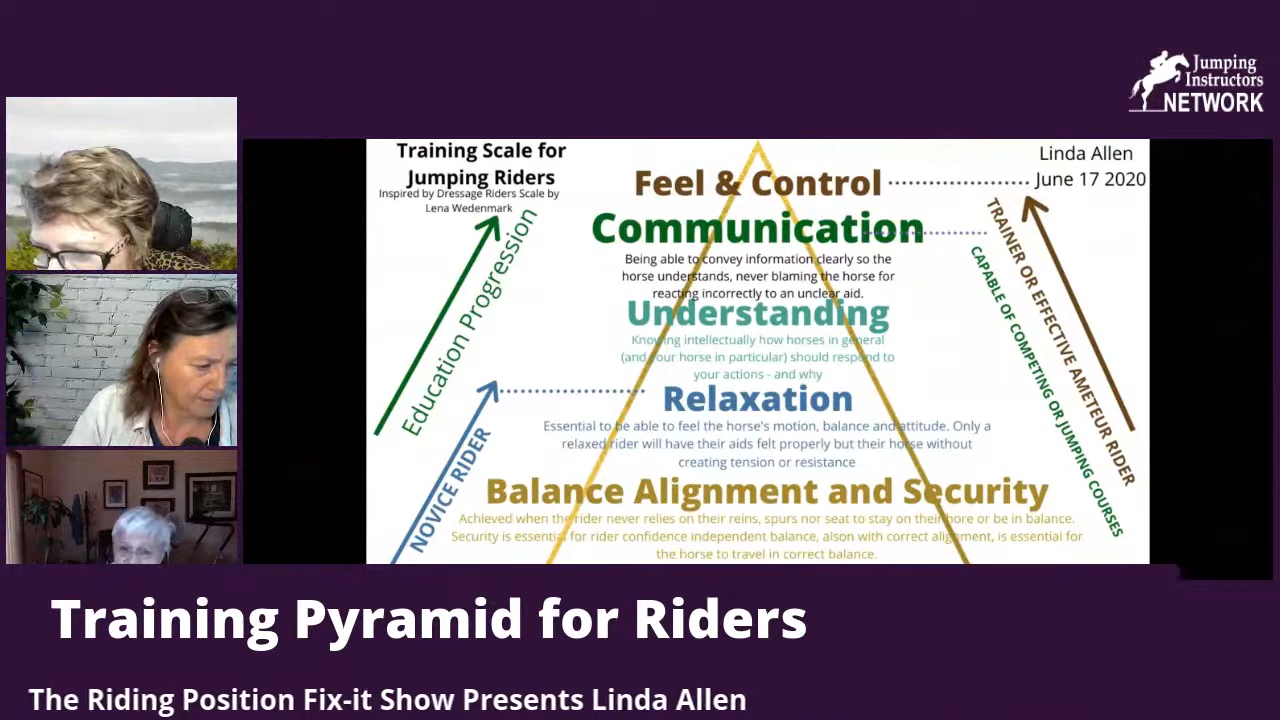 Jumping
Instructors
NETWORK
Training Scale for
Jumping Riders
Inspired by Dressage Riders Scale by
Lena Wedenmark
Linda Allen
June 17 2020
Feel & Control
Communication
Being able to convey information clearly so the
horse understands, never blaming the horse for
reacting incorrectly to an unclear aid.
Understanding
Knowing intellectually how horses in general
(and your horse in particular) should respond to
your actions - and why
Relaxation
Essential to be able to feel the horse's motion, balance and attitude. Only a
relaxed rider will have their aids felt properly but their horse without
creating tension or resistance
Balance Alignment and Security
Achieved when the rider never relies on their reins, spurs nor seat to stay on their hore or be in balance.
Security is essential for rider confidence independent balance, alson with correct alignment, is essential for
the horse to travel in correct balance.
Education Progression
NOVICE RIDER
TRAINER OR EFFECTIVE AMETEUR RIDER
CAPABLE OF COMPETING OR JUMPING COURSES
Training Pyramid for Riders
The Riding Position Fix-it Show Presents Linda Allen